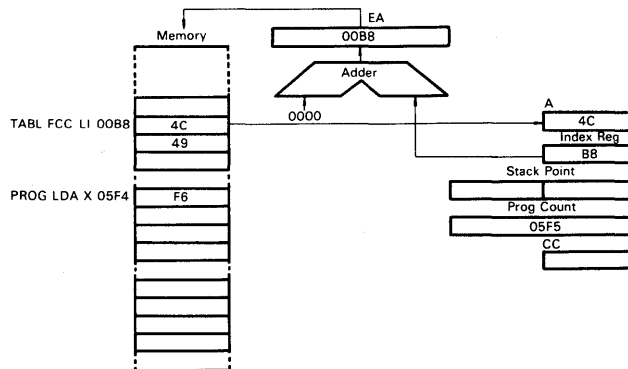 EA
Memory
00B8
Adder
A
0000
TABL FCC LI 00B8
4C
4C
49
Index Reg
B8
Stack Point
PROG LDA X 05F4
F6
Prog Count
05F5
CC